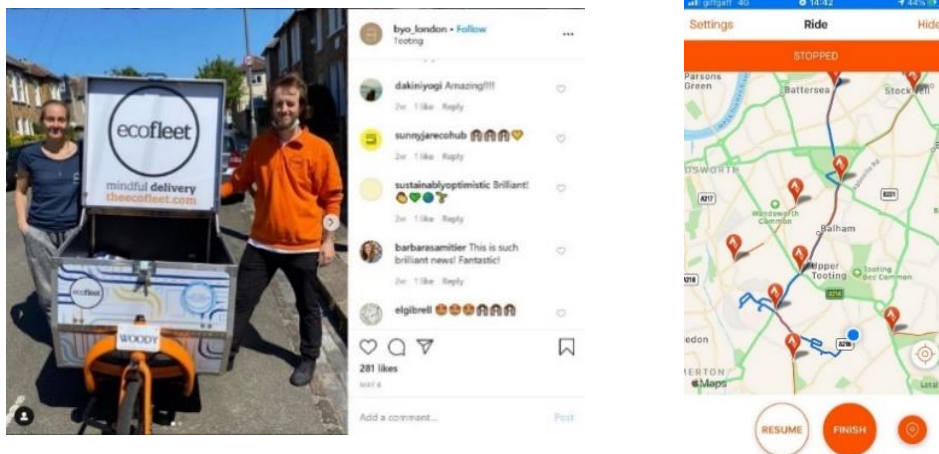 ecofleet
mindful delivery
theecofleet.com
ecofleet
WOODY
byo_london • Follow
Tooting
dakiniyogi Amazing!!!!
2w 1 like Reply
sunnyjarecohub
2w 1 like Reply
sustainablyoptimistic Brilliant!
2w 1 like Reply
barbarasamitier This is such
brilliant news! Fantastic!
2w 1 like Reply
elgibrell
281 likes
MAY 6
Add a comment...
Post
giffgaff 4G
14:42
44%
Settings
Ride
Hide
STOPPED
Parsons
Green
Battersea
Stockwell
A217
Wandsworth
Common
Balham
A218
Upper
Tooting
Tooting
Bec Common
A214
Maps
RESUME
FINISH